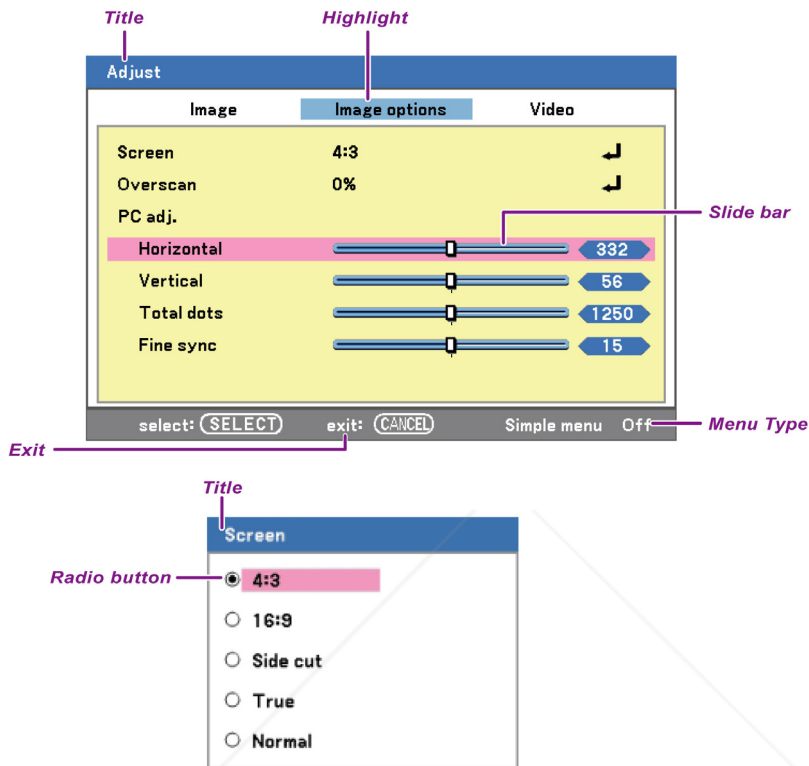 Title Highlight
Adjust
Image Image options Video
Screen 4:3
Overscan 0%
PC adj.
Slide bar
Horizontal 332
Vertical 56
Total dots 1250
Fine sync 15
select: SELECT exit: CANCEL Simple menu Off
Menu Type
Exit
Title
Screen
Radio button
4:3
16:9
Side cut
True
Normal